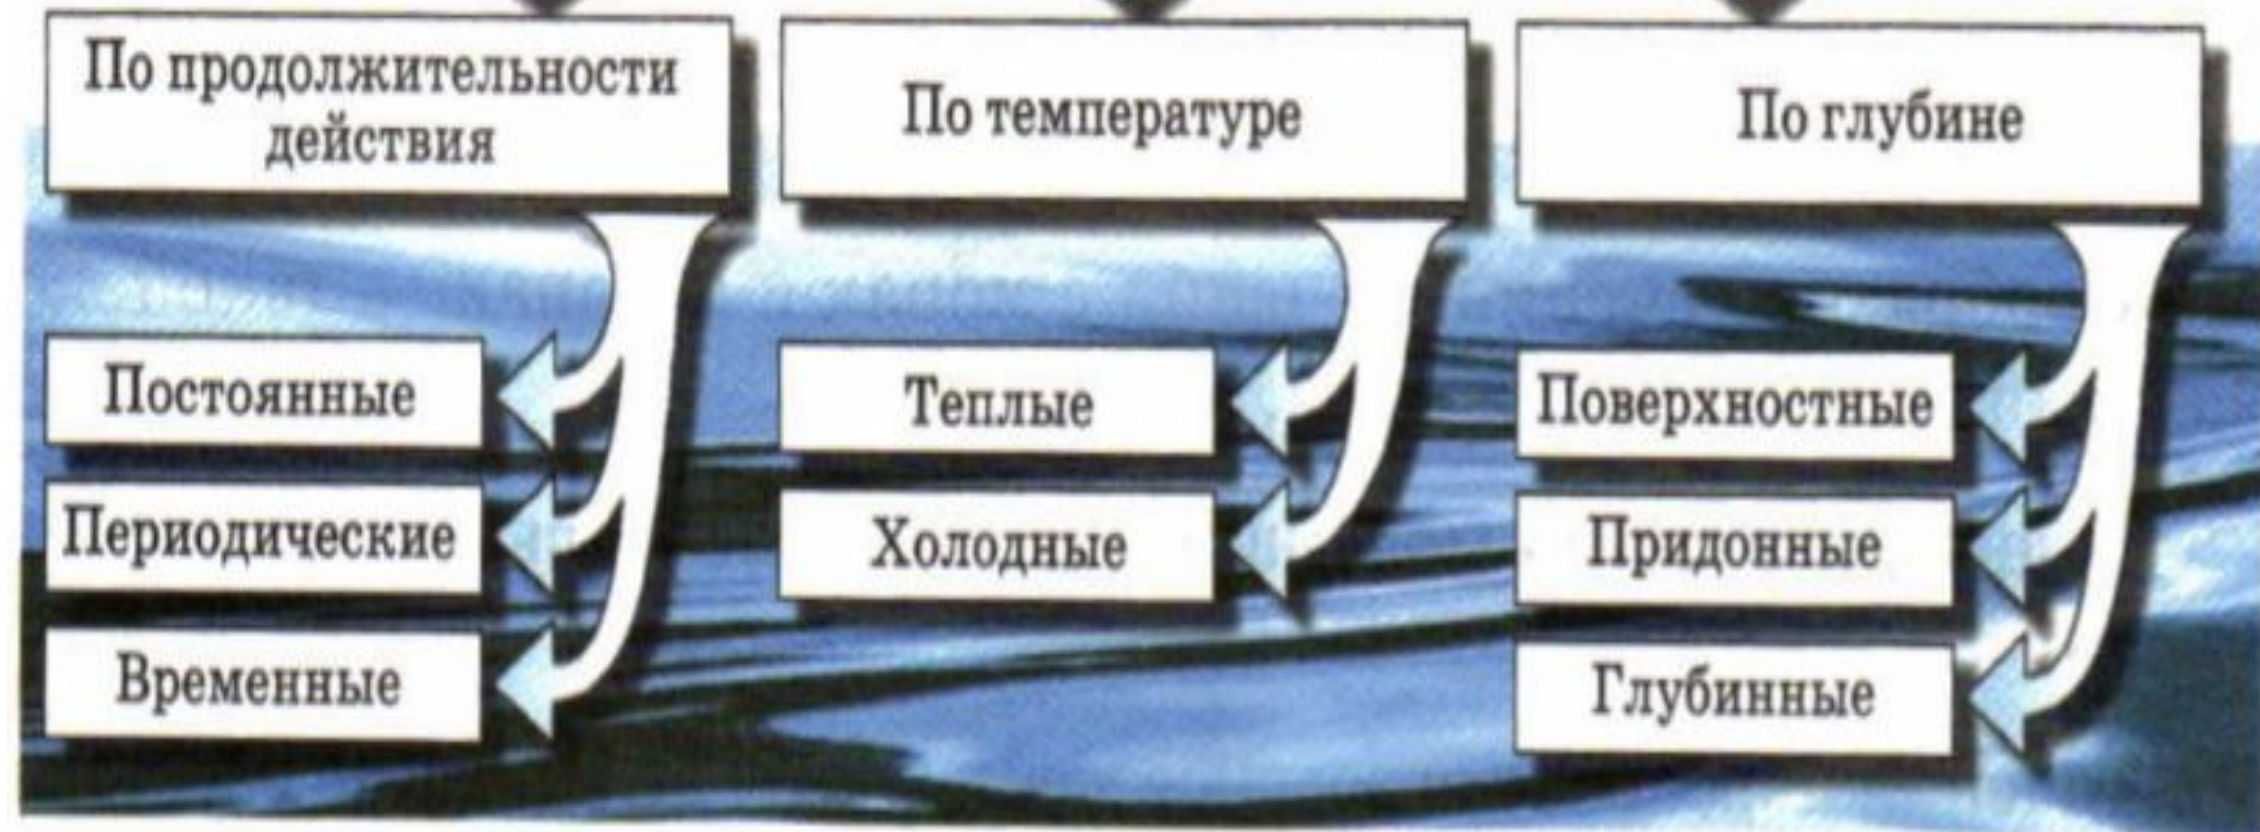 По продолжительности
действия
Постоянные
Периодические
Временные
По температуре
Теплые
Холодные
По глубине
Поверхностные
Придонные
Глубинные